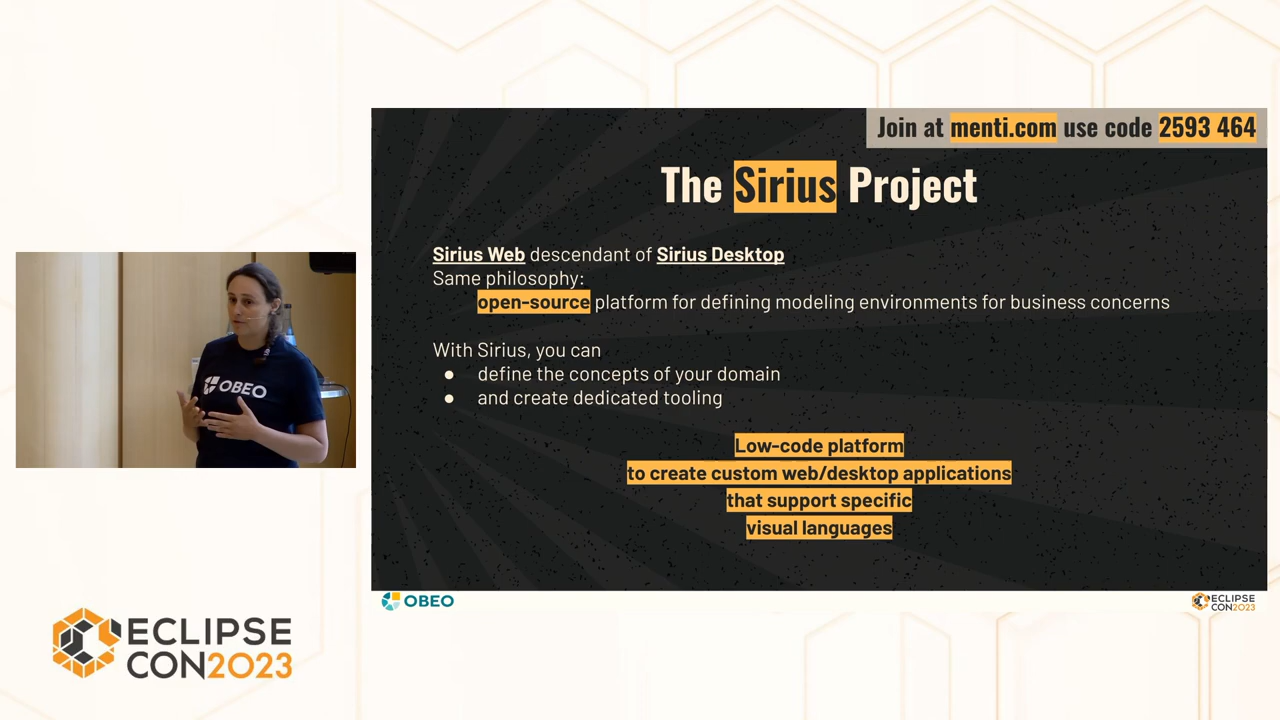 Join at menti.com use code 2593 464
The Sirius Project
Sirius Web descendant of Sirius Desktop
Same philosophy:
open-source platform for defining modeling environments for business concerns
With Sirius, you can
● define the concepts of your domain
● and create dedicated tooling
Low-code platform
to create custom web/desktop applications
that support specific
visual languages
OBEO
OBEO
ECLIPSE
CON2023
ECLIPSE
CON2023